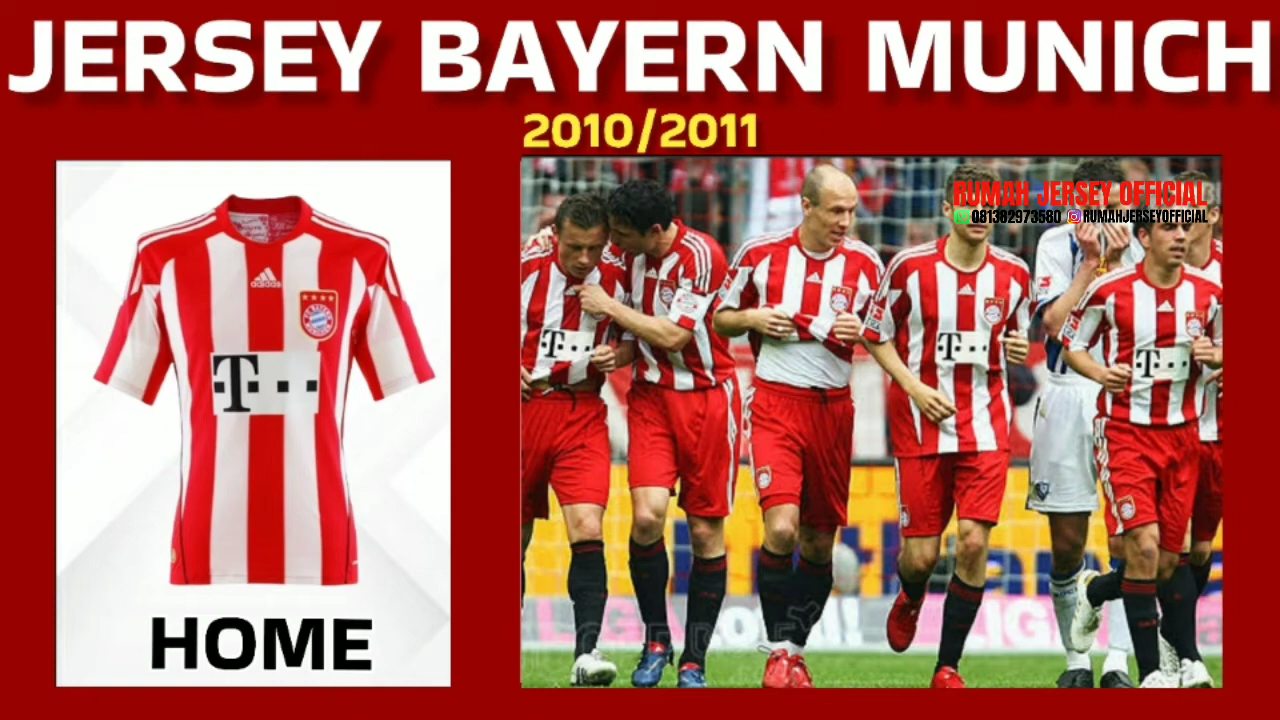 JERSEY BAYERN MUNICH
2010/2011
RUMAH JERSEY OFFICIAL
081382973580 RUMAHJERSEYOFFICIAL
adidas
T
HOME